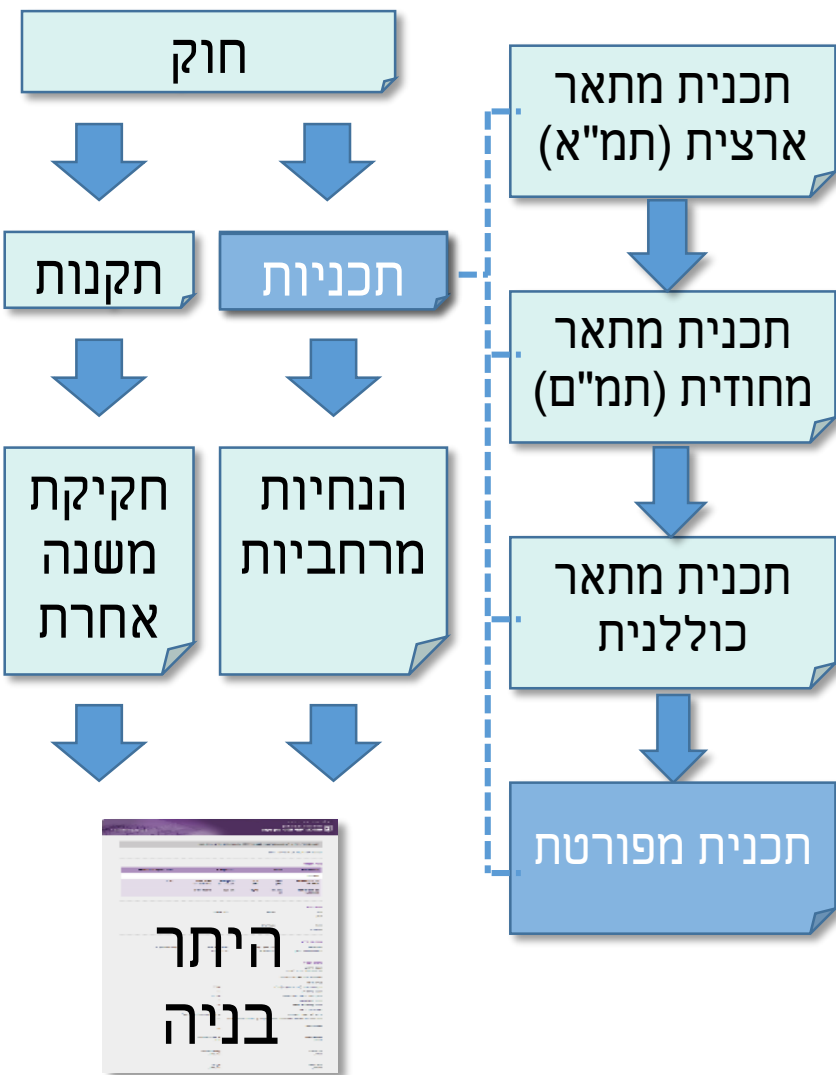 חוק
תקנות
תכניות
חקיקת
משנה
אחרת
הנחיות
מרחביות
היתר
בניה
תכנית מתאר
ארצית (תמ"א)
תכנית מתאר
מחוזית (תמ"ם)
תכנית מתאר
כוללנית
תכנית מפורטת